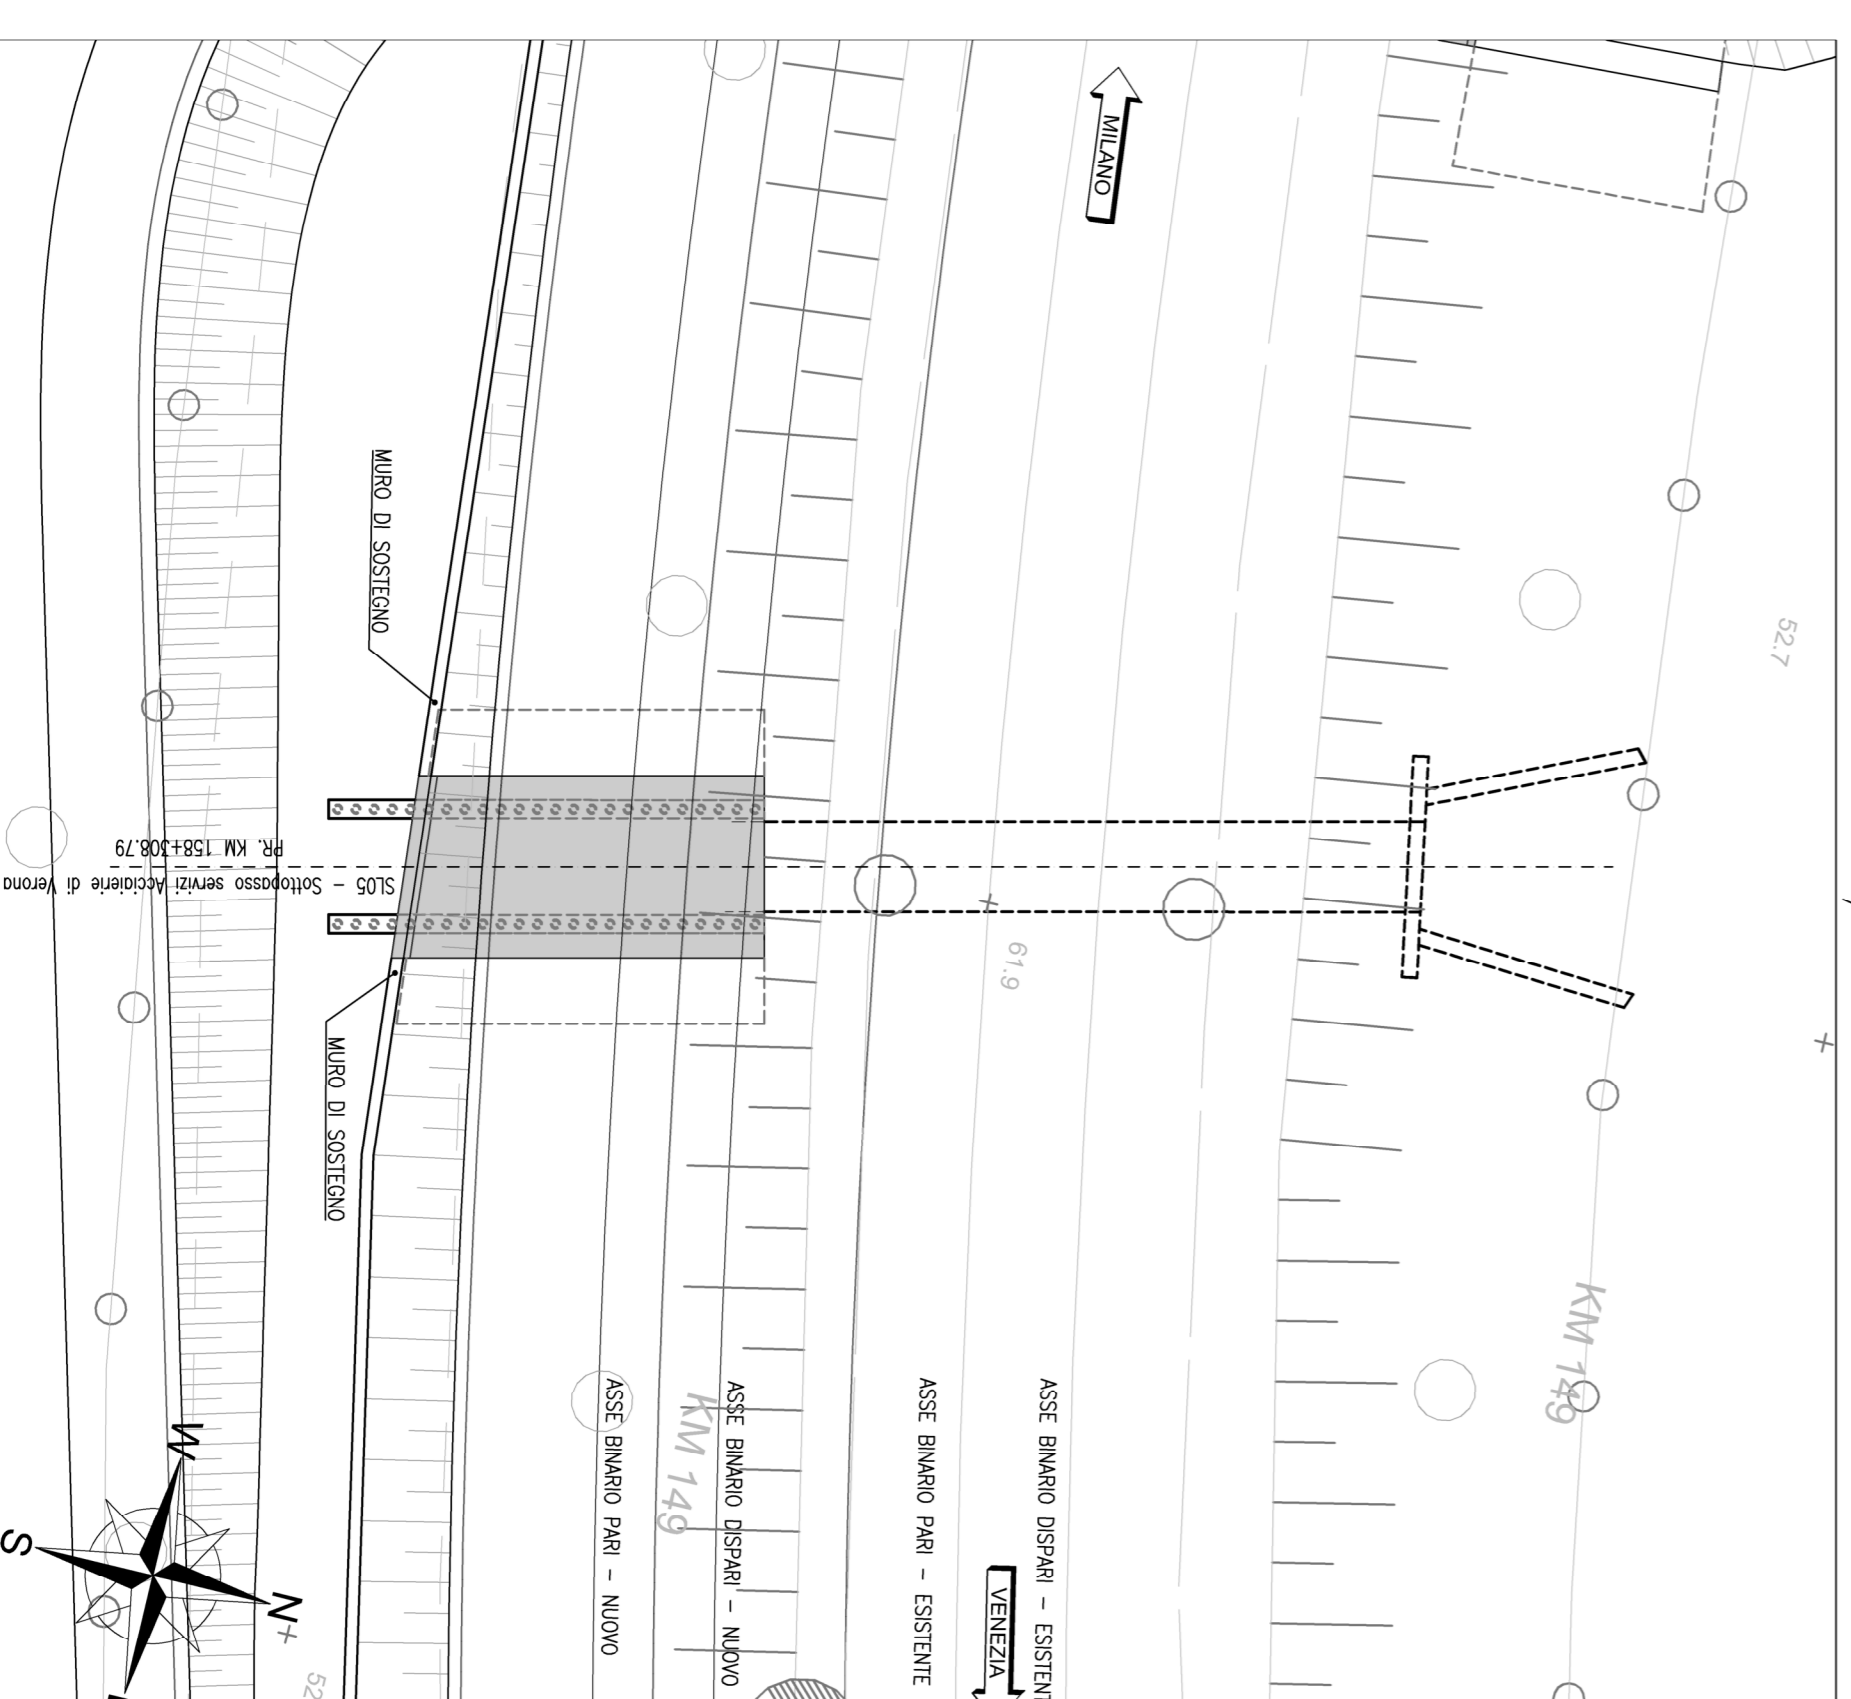 MILANO
MURO DI SOSTEGNO
52.7
PR. KM 158+308.79
SL05 - Sottopasso servizi Acciaierie di Verona
61.9
MURO DI SOSTEGNO
KM 149
KM 149
ASSE BINARIO PARI - NUOVO
ASSE BINARIO DISPARI - NUOVO
ASSE BINARIO PARI - ESISTENTE
ASSE BINARIO DISPARI - ESISTENT
VENEZIA
W
S
N
52